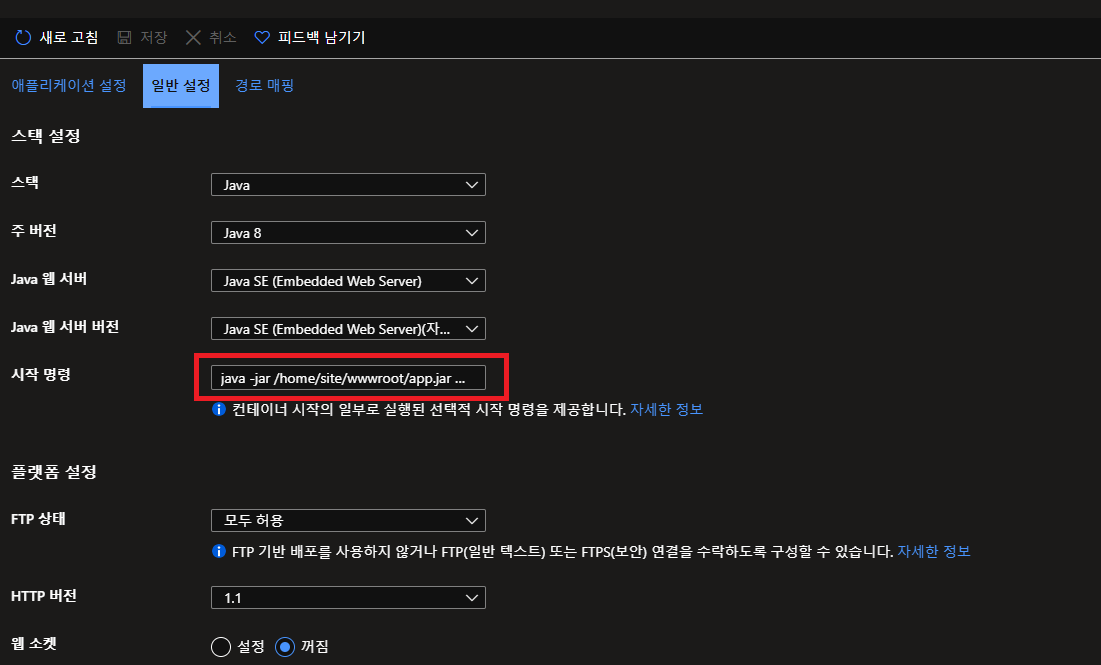 새로 고침 저장 취소 피드백 남기기
애플리케이션 설정 일반 설정 경로 매핑
스택 설정
스택 Java
주 버전 Java 8
Java 웹 서버 Java SE (Embedded Web Server)
Java 웹 서버 버전 Java SE (Embedded Web Server)(자...
시작 명령 java -jar /home/site/wwwroot/app.jar ...
컨테이너 시작의 일부로 실행된 선택적 시작 명령을 제공합니다. 자세한 정보
플랫폼 설정
FTP 상태 모두 허용
FTP 기반 배포를 사용하지 않거나 FTP(일반 텍스트) 또는 FTPS(보안) 연결을 수락하도록 구성할 수 있습니다. 자세한 정보
HTTP 버전 1.1
웹 소켓 설정 꺼짐